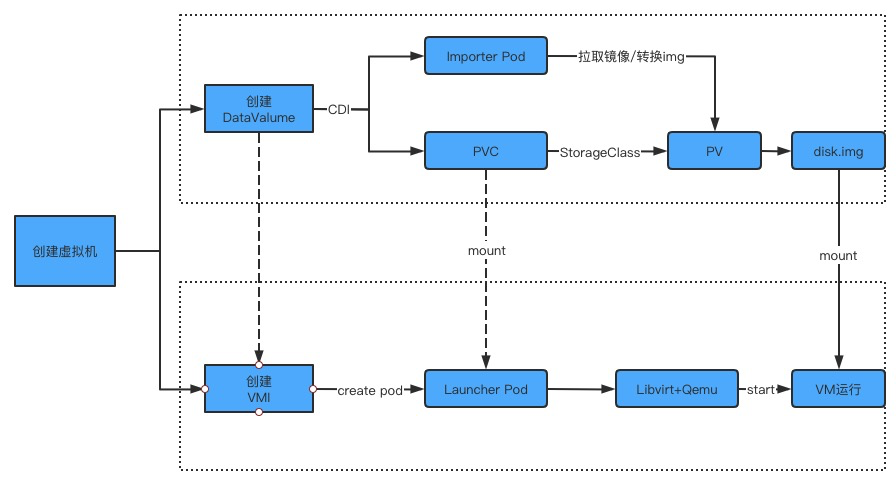 Importer Pod
拉取镜像/转换img
创建
DataValume
CDI
PVC
StorageClass
PV
disk.img
创建虚拟机
mount
mount
创建
VMI
create pod
Launcher Pod
Libvirt+Qemu
start
VM运行